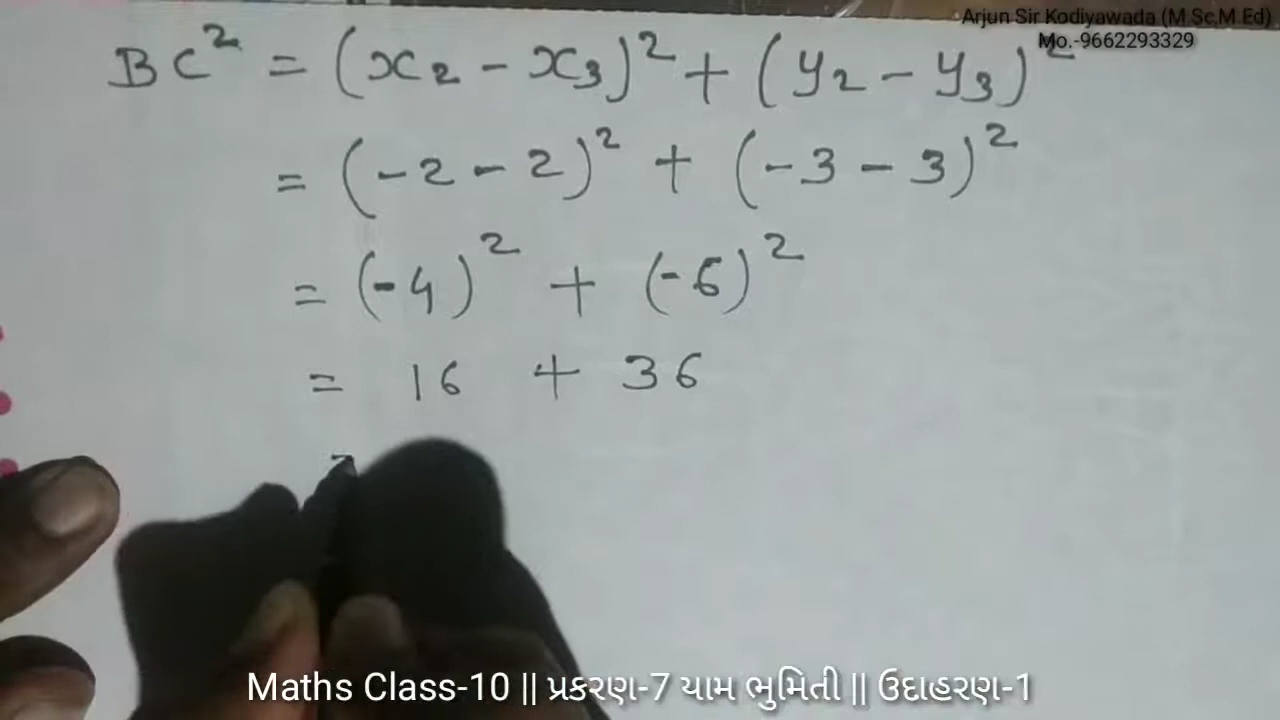 Arjun Sir Kodiyawada (M.Sc,M.Ed)
Mo.-9662293329
BC² = (x₂ - x₃)² + (y₂ - y₃)²
= (-2 - 2)² + (-3 - 3)²
= (-4)² + (-6)²
= 16 + 36
Maths Class-10 || પ્રકરણ-7 યામ ભુમિતી || ઉદાહરણ-1